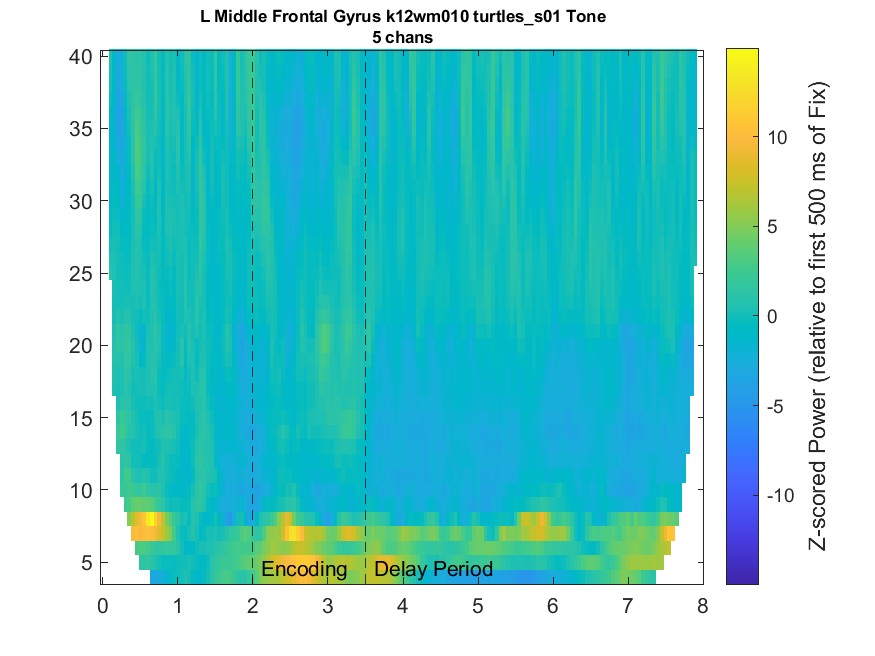 L Middle Frontal Gyrus k12wm010 turtles_s01 Tone
5 chans
40
35
30
25
20
15
10
5
Encoding
Delay Period
0 1 2 3 4 5 6 7 8
10
5
0
-5
-10
Z-scored Power (relative to first 500 ms of Fix)